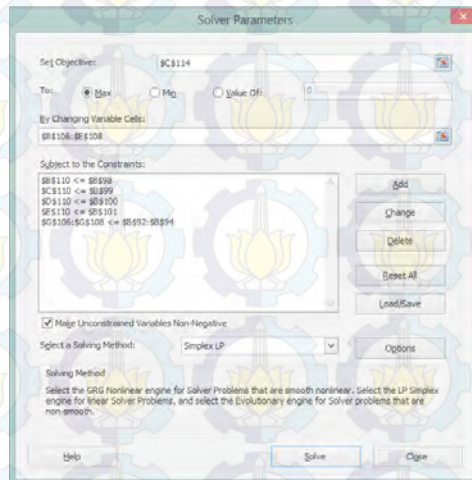 Solver Parameters
Set Objective: $C$114
To: Max Min Value Of: 0
By Changing Variable Cells:
$B$106:$E$108
Subject to the Constraints:
$B$110 <= $B$98
$C$110 <= $B$99
$D$110 <= $B$100
$E$110 <= $B$101
$G$106:$G$108 <= $B$92:$B$94
Add
Change
Delete
Reset All
Load/Save
Make Unconstrained Variables Non-Negative
Select a Solving Method: Simplex LP
Options
Solving Method
Select the GRG Nonlinear engine for Solver Problems that are smooth nonlinear. Select the LP Simplex
engine for linear Solver Problems, and select the Evolutionary engine for Solver problems that are
non-smooth.
Help Solve Close